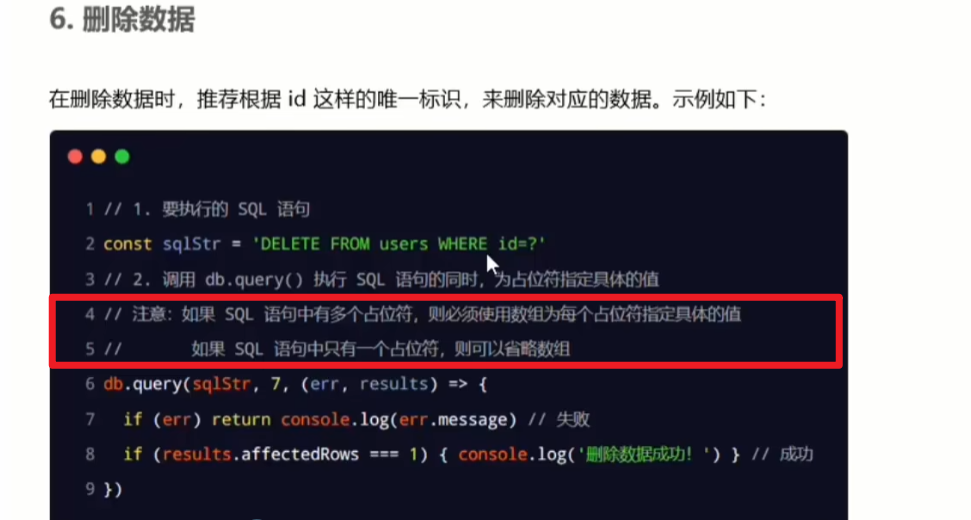 6. 删除数据
在删除数据时，推荐根据 id 这样的唯一标识，来删除对应的数据。示例如下：
1 // 1. 要执行的 SQL 语句
2 const sqlStr = 'DELETE FROM users WHERE id=?'
3 // 2. 调用 db.query() 执行 SQL 语句的同时，为占位符指定具体的值
4 // 注意：如果 SQL 语句中有多个占位符，则必须使用数组为每个占位符指定具体的值
5 //       如果 SQL 语句中只有一个占位符，则可以省略数组
6 db.query(sqlStr, 7, (err, results) => {
7   if (err) return console.log(err.message) // 失败
8   if (results.affectedRows === 1) { console.log('删除数据成功！') } // 成功
9 })